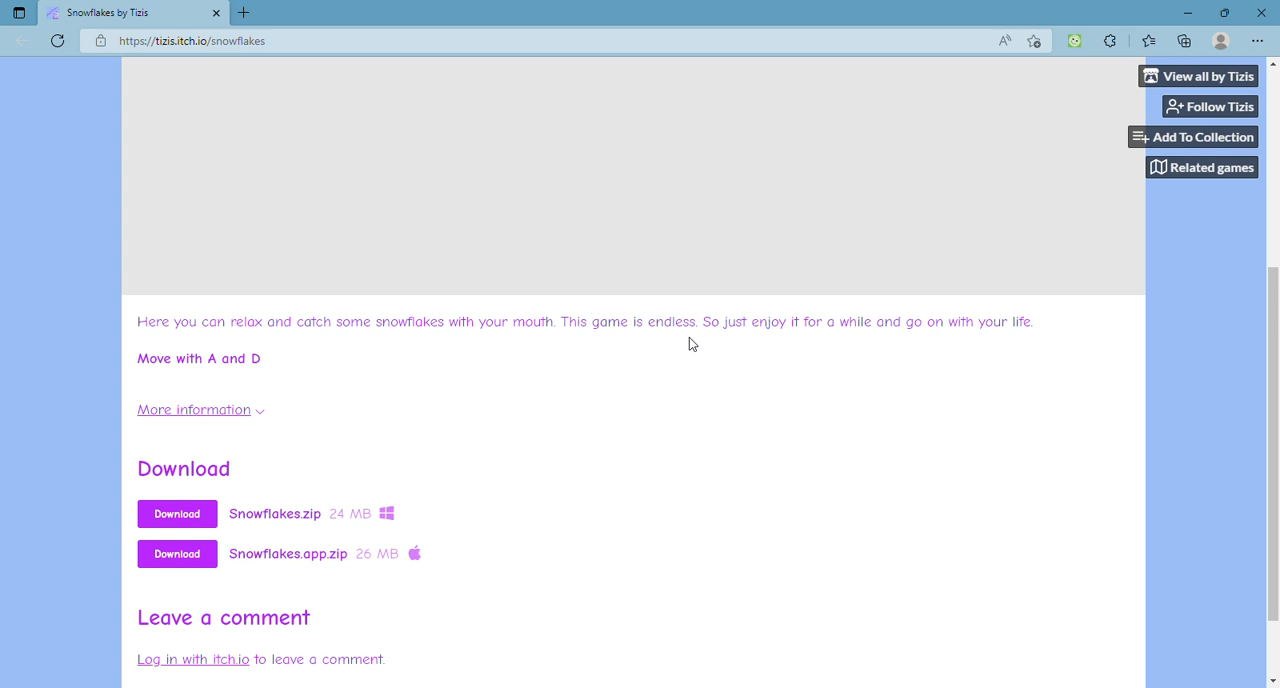 Snowflakes by Tizis
https://tizis.itch.io/snowflakes
View all by Tizis
Follow Tizis
Add To Collection
Related games
Here you can relax and catch some snowflakes with your mouth. This game is endless. So just enjoy it for a while and go on with your life.
Move with A and D
More information
Download
Download Snowflakes.zip 24 MB
Download Snowflakes.app.zip 26 MB
Leave a comment
Log in with itch.io to leave a comment.